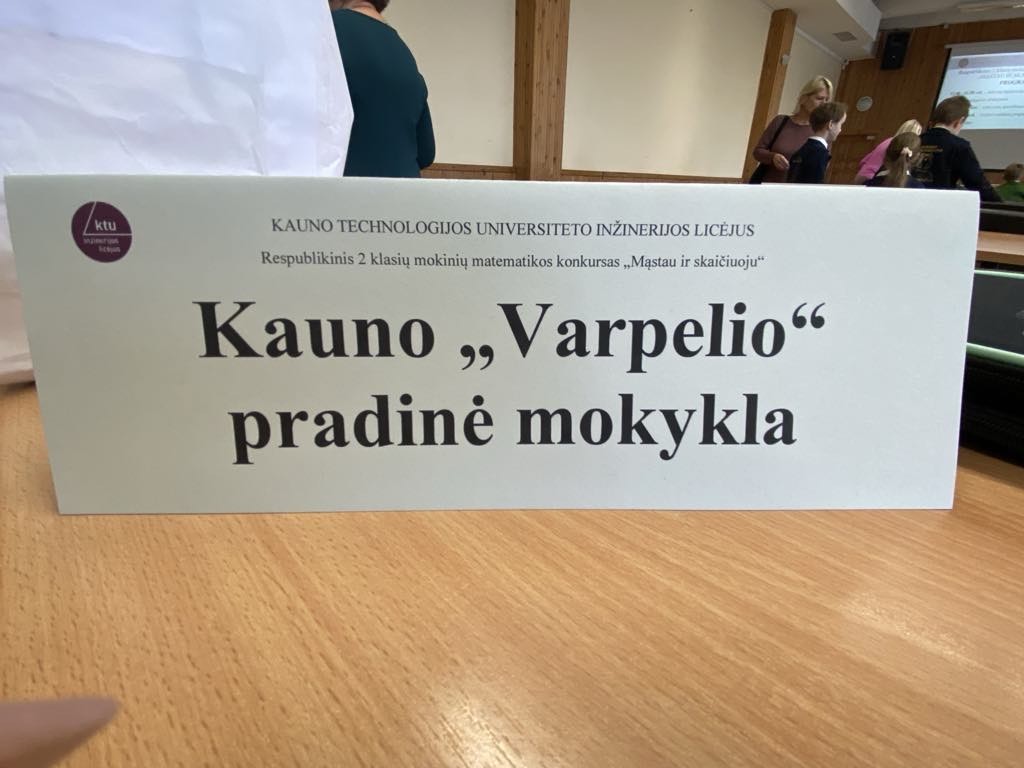 ktu
inžinerijos
licėjus
KAUNO TECHNOLOGIJOS UNIVERSITETO INŽINERIJOS LICĖJUS
Respublikinis 2 klasių mokinių matematikos konkursas „Mąstau ir skaičiuoju“
Kauno „Varpelio“
pradinė mokykla